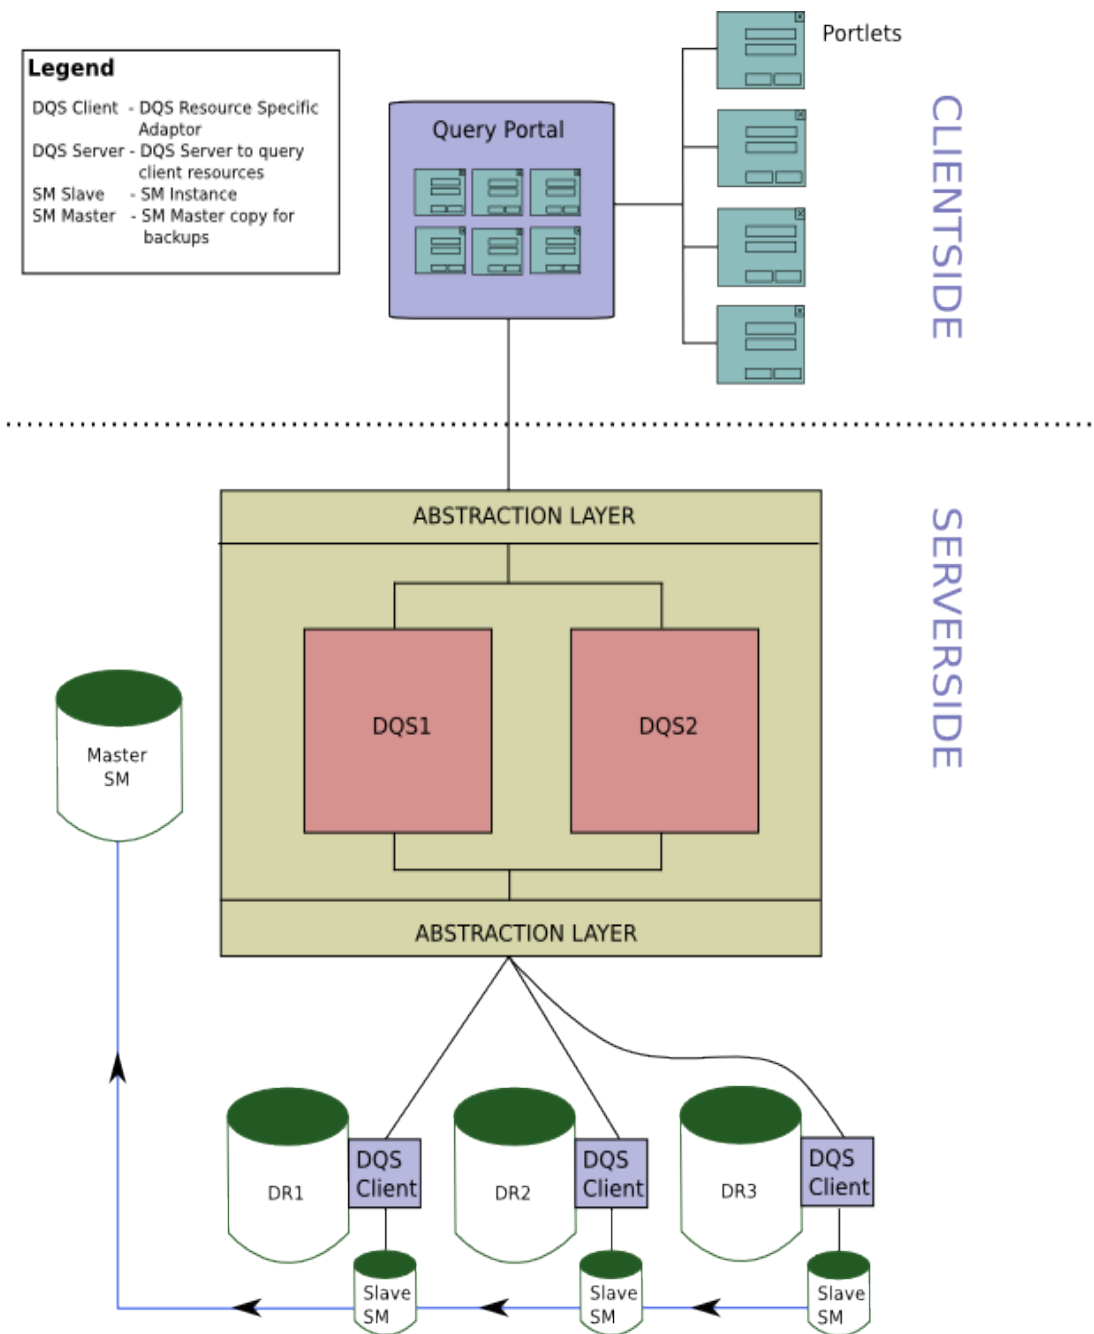 Portlets
Legend
DQS Client - DQS Resource Specific
Adaptor
DQS Server - DQS Server to query
client resources
SM Slave - SM Instance
SM Master - SM Master copy for
backups
Query Portal
CLIENTSIDE
ABSTRACTION LAYER
SERVERSIDE
DQS1
DQS2
Master
SM
ABSTRACTION LAYER
DR1
DQS
Client
DR2
DQS
Client
DR3
DQS
Client
Slave
SM
Slave
SM
Slave
SM